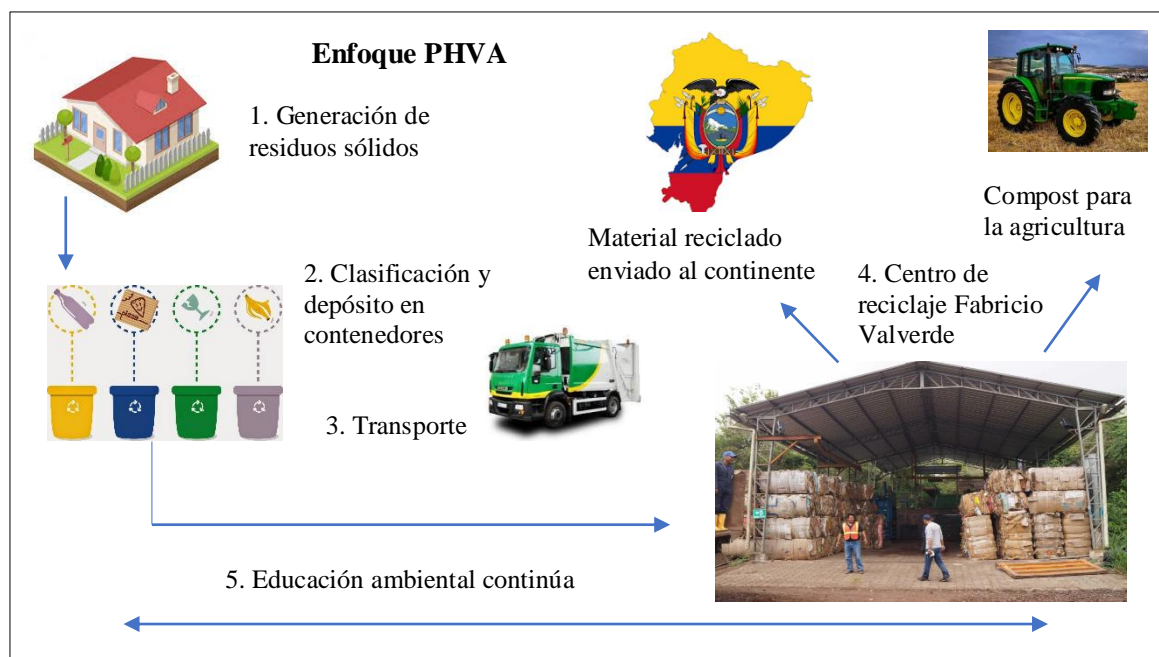 Enfoque PHVA
1. Generación de
residuos sólidos
2. Clasificación y
depósito en
contenedores
3. Transporte
Material reciclado
enviado al continente
Compost para
la agricultura
4. Centro de
reciclaje Fabricio
Valverde
5. Educación ambiental continúa